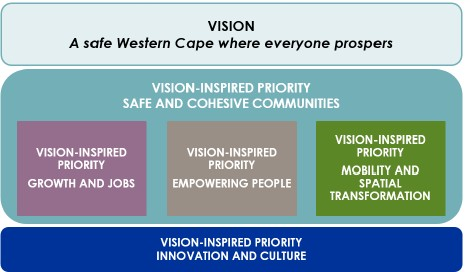 VISION
A safe Western Cape where everyone prospers
VISION-INSPIRED PRIORITY
SAFE AND COHESIVE COMMUNITIES
VISION-INSPIRED
PRIORITY
GROWTH AND JOBS
VISION-INSPIRED
PRIORITY
EMPOWERING PEOPLE
VISION-INSPIRED
PRIORITY
MOBILITY AND
SPATIAL
TRANSFORMATION
VISION-INSPIRED PRIORITY
INNOVATION AND CULTURE